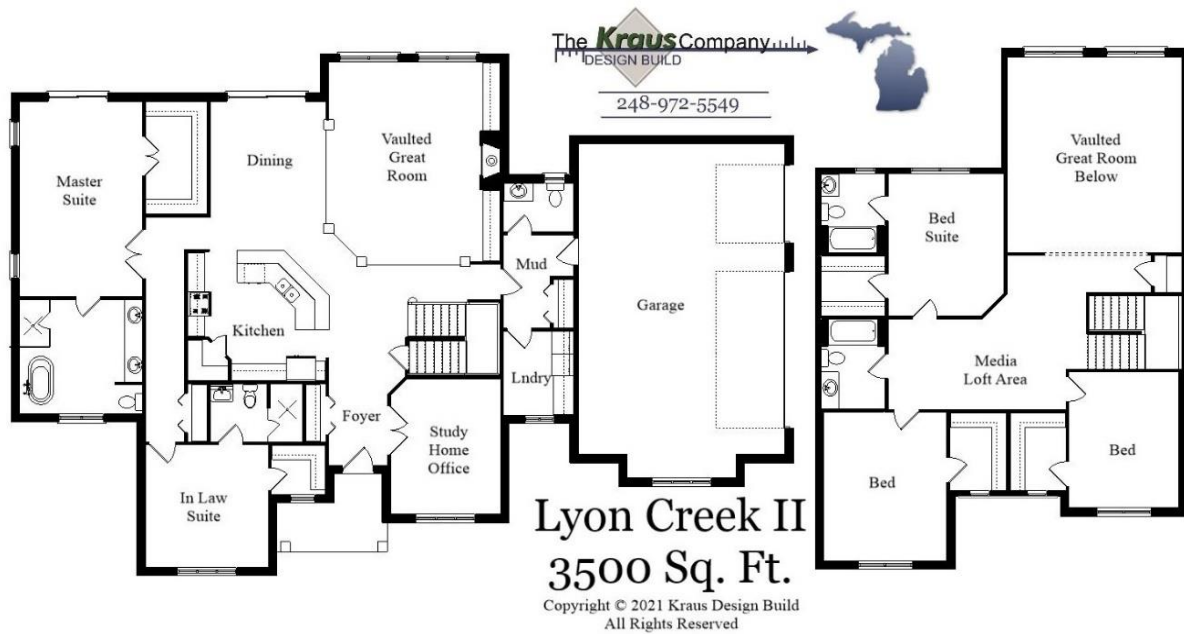 The Kraus Company
DESIGN BUILD
248-972-5549
Master
Suite
Dining
Vaulted
Great
Room
Mud
Kitchen
Lndry
Foyer
Study
Home
Office
In Law
Suite
Garage
Vaulted
Great Room
Below
Bed
Suite
Media
Loft Area
Bed
Bed
Lyon Creek II
3500 Sq. Ft.
Copyright © 2021 Kraus Design Build
All Rights Reserved